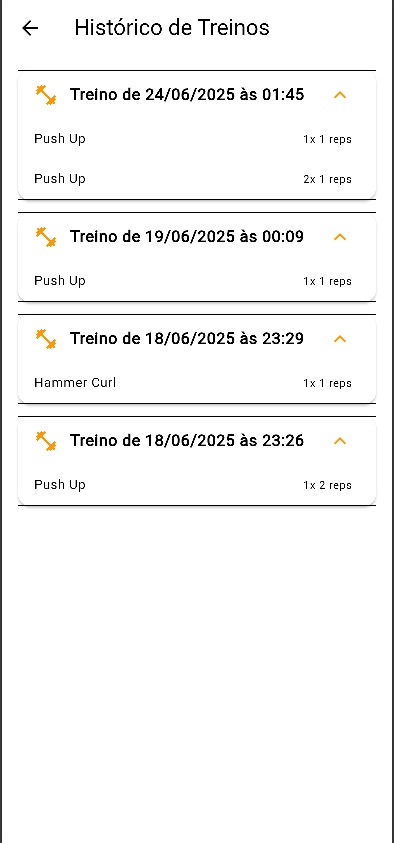 Histórico de Treinos
Treino de 24/06/2025 às 01:45
Push Up 1x 1 reps
Push Up 2x 1 reps
Treino de 19/06/2025 às 00:09
Push Up 1x 1 reps
Treino de 18/06/2025 às 23:29
Hammer Curl 1x 1 reps
Treino de 18/06/2025 às 23:26
Push Up 1x 2 reps